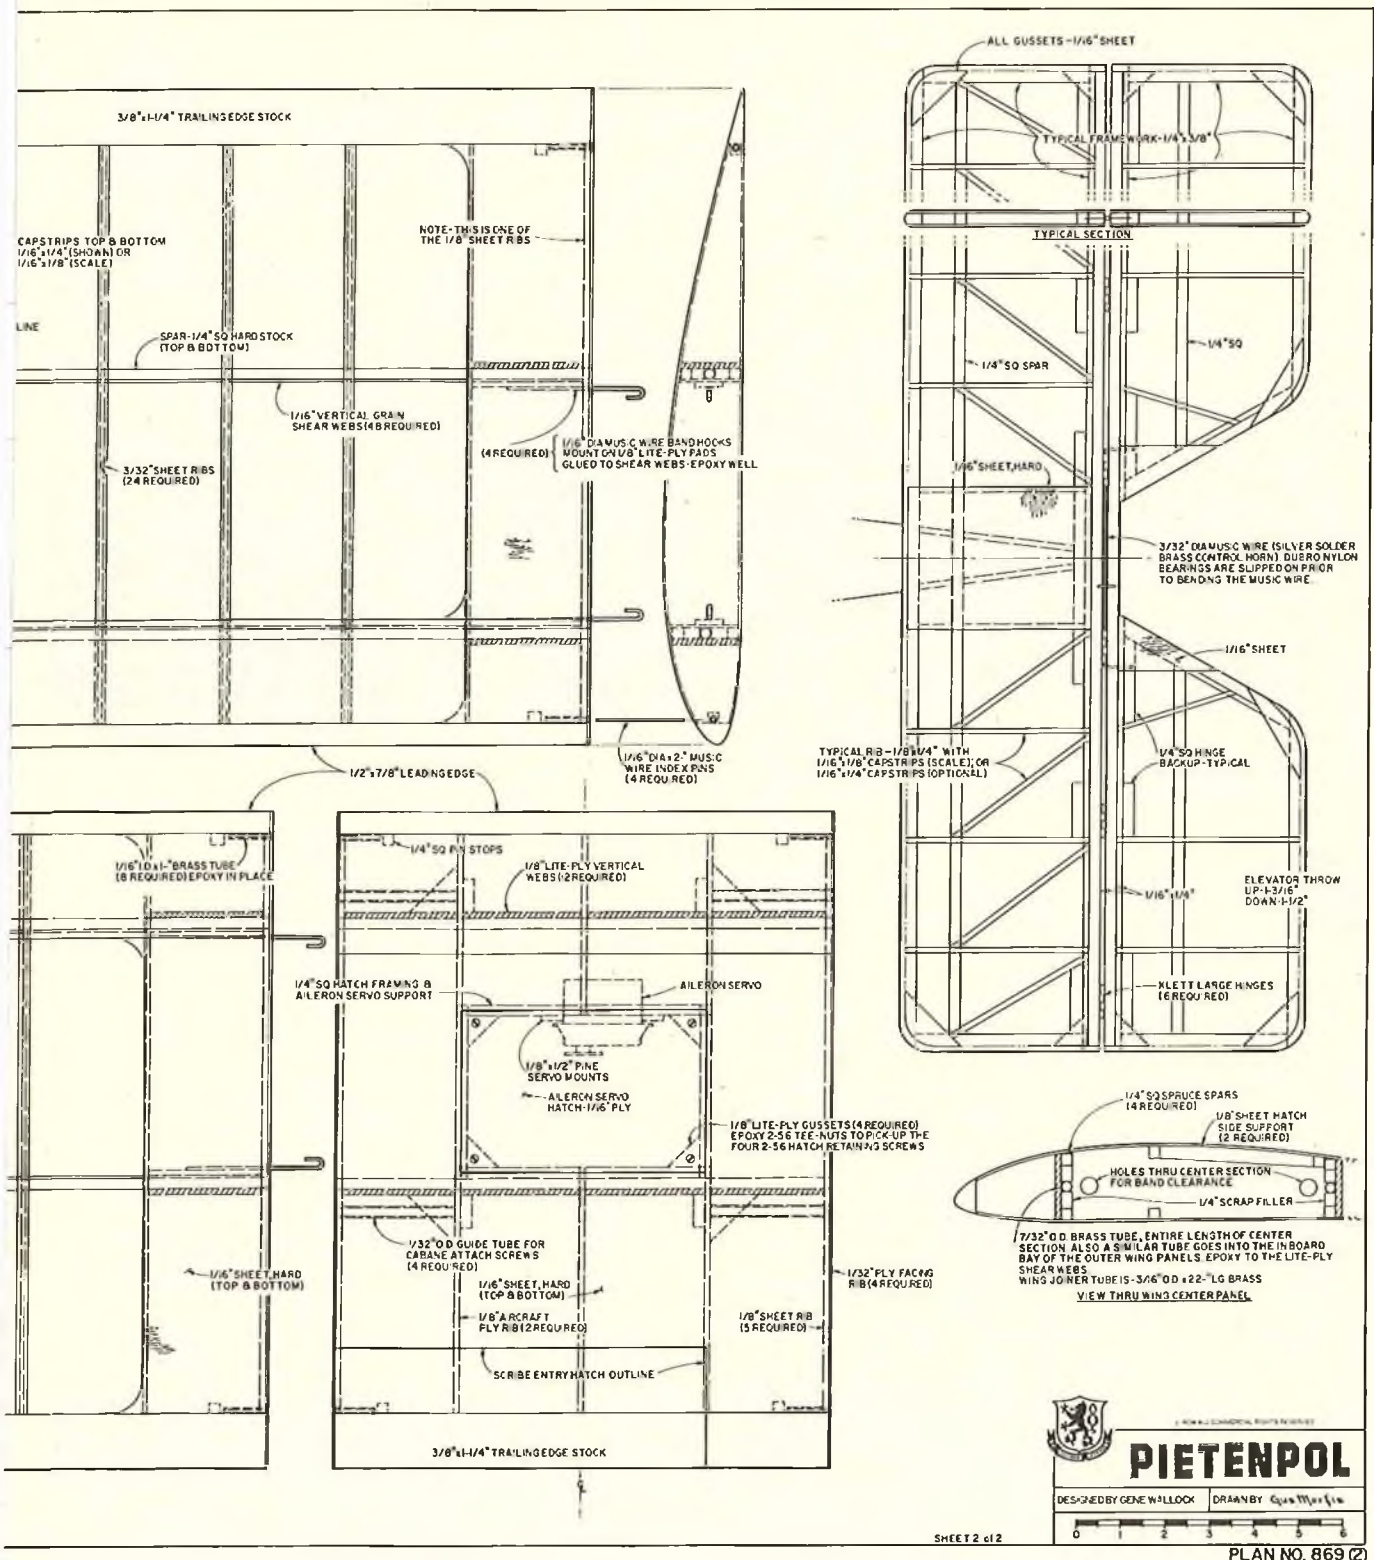 ALL GUSSETS-1/16" SHEET
3/8"x1-1/4" TRAILING EDGE STOCK
TYPICAL FRAMEWORK-1/4"x3/8"
CAPSTRIPS TOP & BOTTOM
1/16"x1/4" (SHOWN) OR
1/16"x1/8" (SCALE)
NOTE-THIS IS ONE OF
THE 1/8" SHEET RIBS
TYPICAL SECTION
LINE
SPAR-1/4" SQ HARD STOCK
(TOP & BOTTOM)
1/4" SQ
1/4" SQ SPAR
1/16" VERTICAL GRAIN
SHEAR WEBS (48 REQUIRED)
(4 REQUIRED)
1/16" DIA MUSIC WIRE BAND HOOKS
MOUNT ON 1/8" LITE-PLY PADS
GLUED TO SHEAR WEBS-EPOXY WELL
3/32" SHEET RIBS
(24 REQUIRED)
1/16" SHEET, HARD
3/32" DIA MUSIC WIRE (SILVER SOLDER
BRASS CONTROL HORN) DUBRO NYLON
BEARINGS ARE SLIPPED ON PRIOR
TO BENDING THE MUSIC WIRE
1/16" SHEET
1/16" DIA x 2" MUSIC
WIRE INDEX PINS
(4 REQUIRED)
TYPICAL RIB-1/8"x1/4" WITH
1/16"x1/8" CAPSTRIPS (SCALE); OR
1/16"x1/4" CAPSTRIPS (OPTIONAL)
1/4" SQ HINGE
BACKUP-TYPICAL
1/2"x7/8" LEADING EDGE
1/4" SQ PIN STOPS
1/16" I.D x1-" BRASS TUBE
(8 REQUIRED) EPOXY IN PLACE
1/8" LITE-PLY VERTICAL
WEBS (12 REQUIRED)
1/16"x1/4"
ELEVATOR THROW
UP-1-3/16"
DOWN-1-1/2"
1/4" SQ HATCH FRAMING &
AILERON SERVO SUPPORT
AILERON SERVO
KLETT LARGE HINGES
(6 REQUIRED)
1/8"x1/2" PINE
SERVO MOUNTS
AILERON SERVO
HATCH-1/16" PLY
1/8" LITE-PLY GUSSETS (4 REQUIRED)
EPOXY 2-56 TEE-NUTS TO PICK-UP THE
FOUR 2-56 HATCH RETAINING SCREWS
1/4" SQ SPRUCE SPARS
(4 REQUIRED)
1/8" SHEET HATCH
SIDE SUPPORT
(2 REQUIRED)
HOLES THRU CENTER SECTION
FOR BAND CLEARANCE
1/4" SCRAP FILLER
7/32" O.D. BRASS TUBE, ENTIRE LENGTH OF CENTER
SECTION ALSO A SIMILAR TUBE GOES INTO THE INBOARD
BAY OF THE OUTER WING PANELS EPOXY TO THE LITE-PLY
SHEAR WEBS
WING JOINER TUBE IS-3/16" O.D x 22-" LG BRASS
VIEW THRU WING CENTER PANEL
1/32" O D GUIDE TUBE FOR
CABANE ATTACH SCREWS
(4 REQUIRED)
1/16" SHEET, HARD
(TOP & BOTTOM)
1/16" SHEET, HARD
(TOP & BOTTOM)
1/32" PLY FACING
RIB (4 REQUIRED)
1/8" AIRCRAFT
PLY RIB (2 REQUIRED)
1/8" SHEET RIB
(5 REQUIRED)
SCRIBE ENTRY HATCH OUTLINE
3/8"x1-1/4" TRAILING EDGE STOCK
PIETENPOL
DESIGNED BY GENE WALLOCK
DRAWN BY Gus Morfis
0 1 2 3 4 5 6
SHEET 2 of 2
PLAN NO. 869 (2)